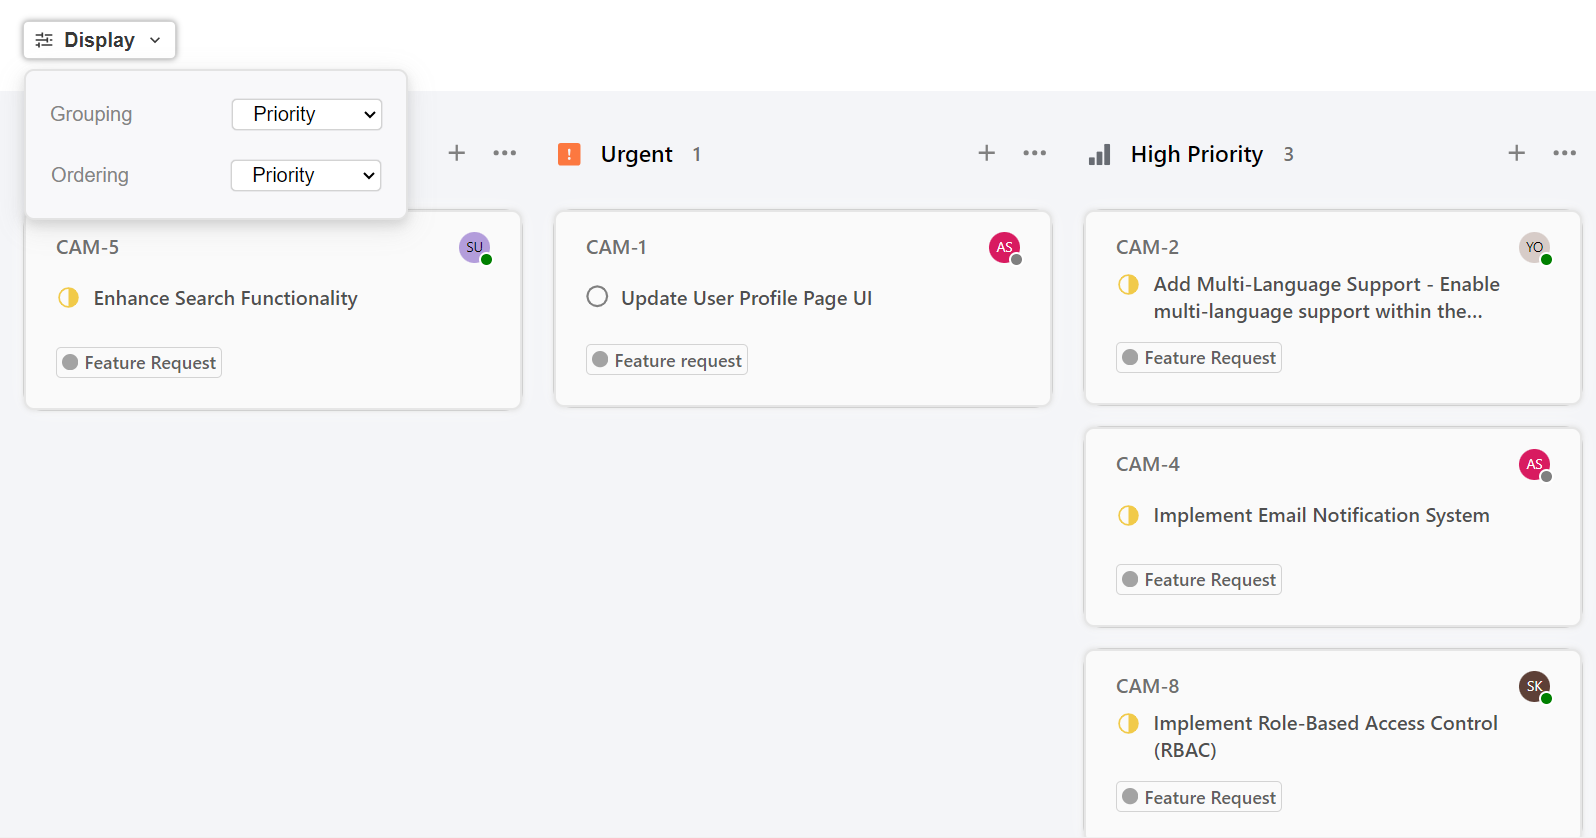 Display
Grouping
Priority
Ordering
Priority
Urgent 1
High Priority 3
CAM-5
SU
Enhance Search Functionality
Feature Request
CAM-1
AS
Update User Profile Page UI
Feature request
CAM-2
YO
Add Multi-Language Support - Enable
multi-language support within the...
Feature Request
CAM-4
AS
Implement Email Notification System
Feature Request
CAM-8
SK
Implement Role-Based Access Control
(RBAC)
Feature Request